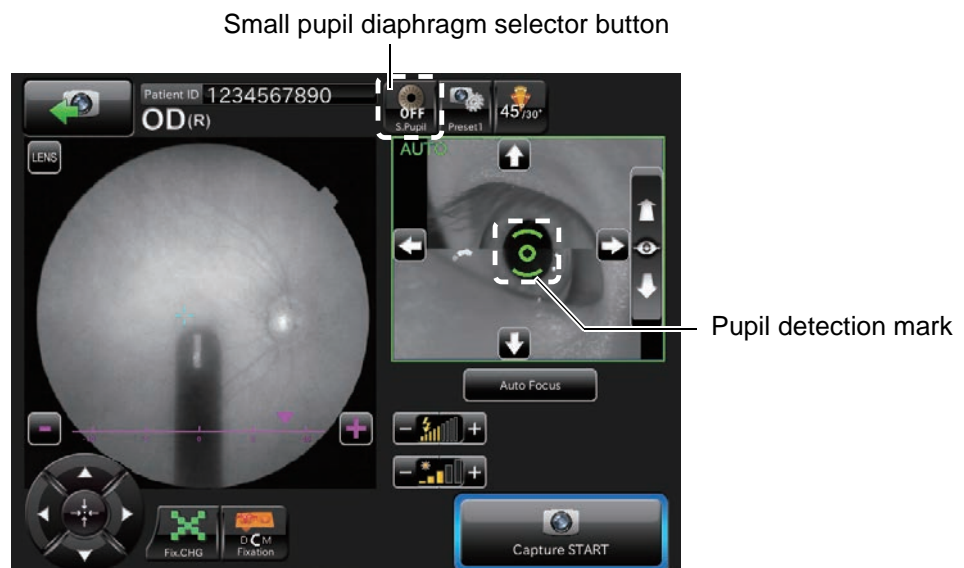 Small pupil diaphragm selector button
Patient ID 1234567890
OD(R)
OFF
S.Pupil
Preset1
45°/30°
LENS
AUTO
Pupil detection mark
Auto Focus
Fix.CHG
D C M
Fixation
Capture START